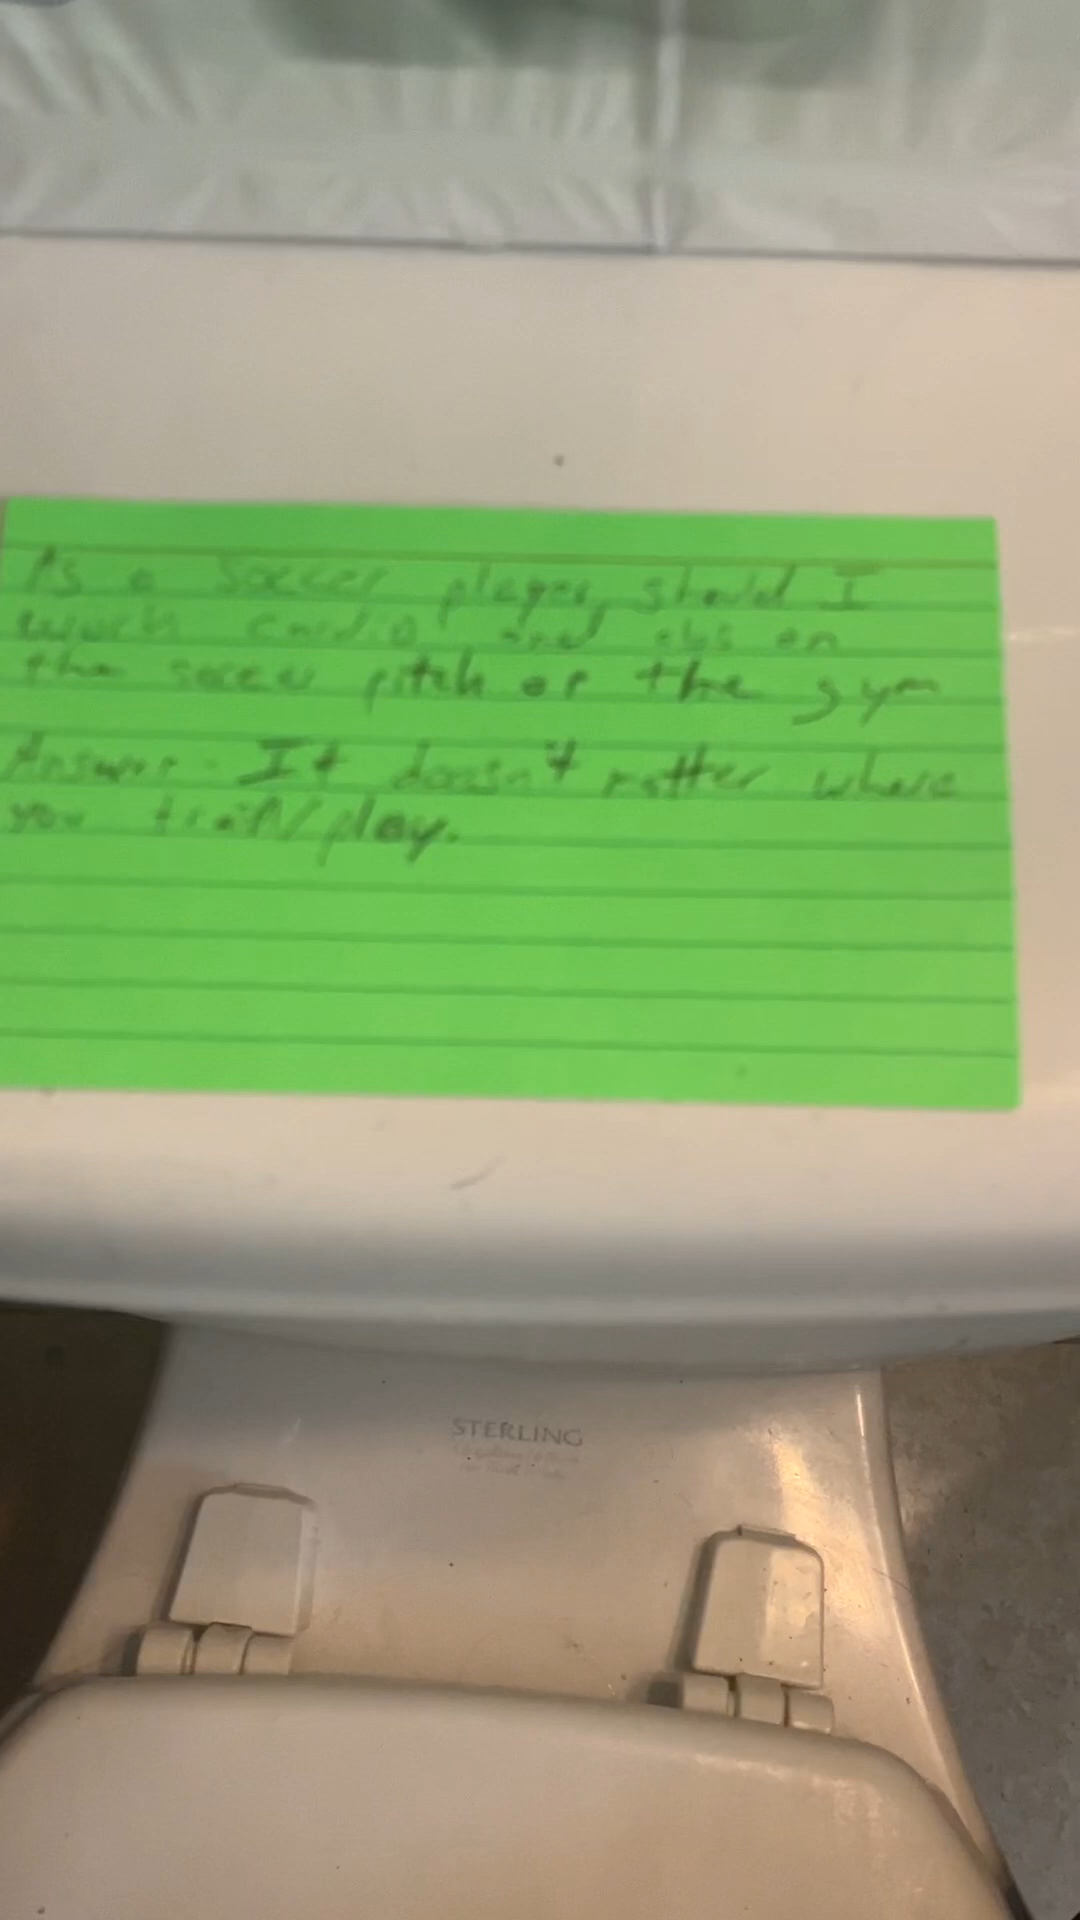 As a Soccer player, should I
work cardio and abs on
the soccer pitch or the gym
Answer - It doesn't matter where
you train/play.
STERLING